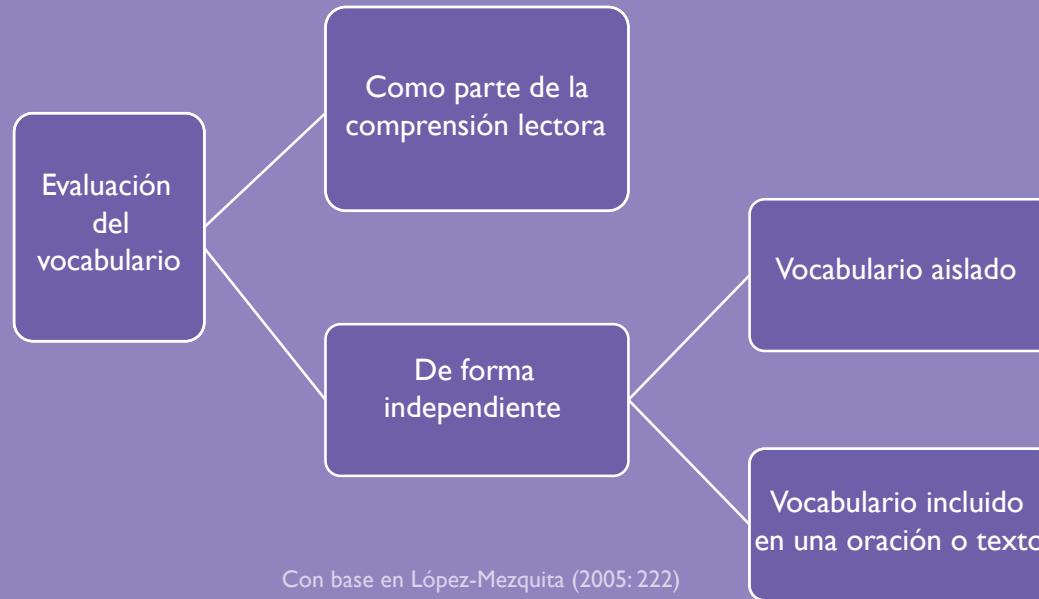 Como parte de la
comprensión lectora
Evaluación
del
vocabulario
Vocabulario aislado
De forma
independiente
Vocabulario incluido
en una oración o texto
Con base en López-Mezquita (2005: 222)